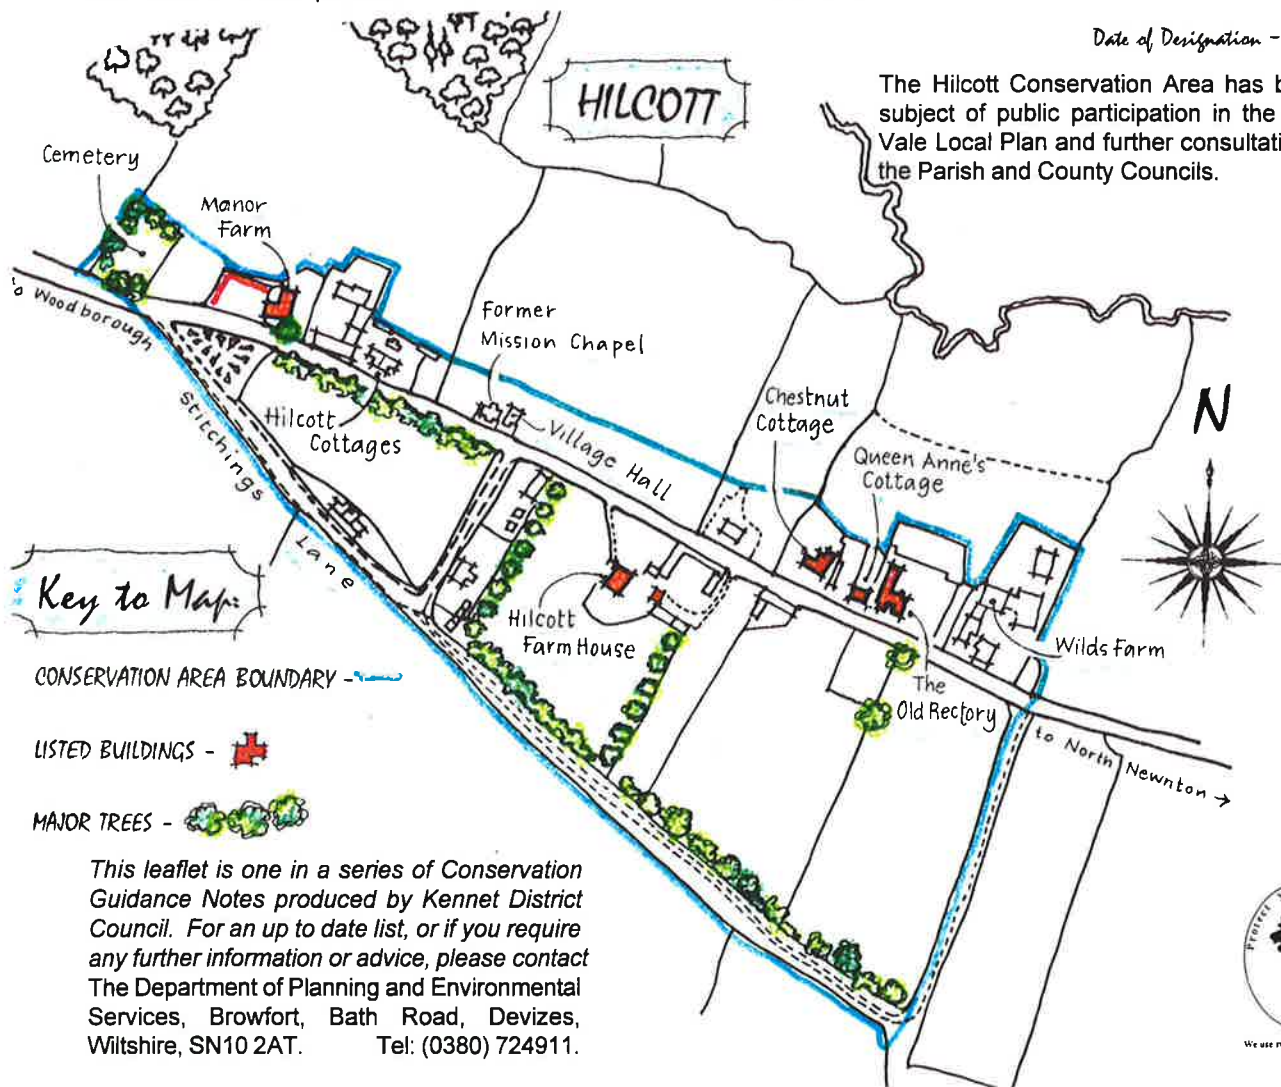 Date of Designation -
The Hilcott Conservation Area has
subject of public participation in the
Vale Local Plan and further
the Parish and County Councils.
HILCOTT
Cemetery
Manor
Farm
Woodborough
Former
Mission Chapel
Chestnut
Cottage
N
Hilcott
Cottages
Village Hall
Queen Anne's
Cottage
Stitchings Lane
Key to Map:
Hilcott
Farm House
Wilds Farm
The
Old Rectory
to North Newnton →
CONSERVATION AREA BOUNDARY -
LISTED BUILDINGS -
MAJOR TREES -
This leaflet is one in a series of Conservation
Guidance Notes produced by Kennet District
Council. For an up to date list, or if you require
any further information or advice, please contact
The Department of Planning and Environmental
Services, Browfort, Bath Road, Devizes,
Wiltshire, SN10 2AT. Tel: (0380) 724911.
Protect
We use